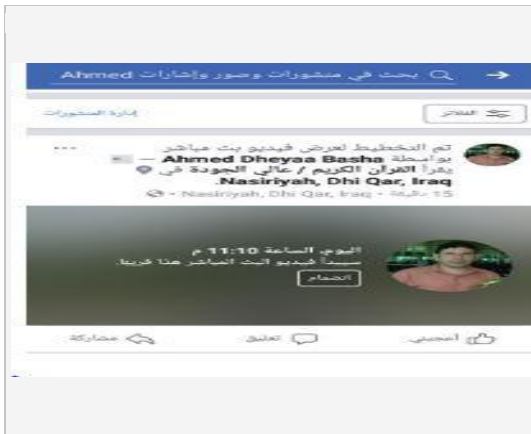 بحث في منشورات وصور وإشارات Ahmed
الفلاتر
إدارة المنشورات
تم التخطيط لعرض فيديو بث مباشر
بواسطة Ahmed Dheyaa Basha —
يقرأ القرآن الكريم / عالي الجودة في
Nasiriyah, Dhi Qar, Iraq.
15 دقيقة • Nasiriyah, Dhi Qar, Iraq •
اليوم، الساعة 11:10 م
سيبدأ فيديو البث المباشر هنا قريبا.
انضمام
أعجبني
تعليق
مشاركة